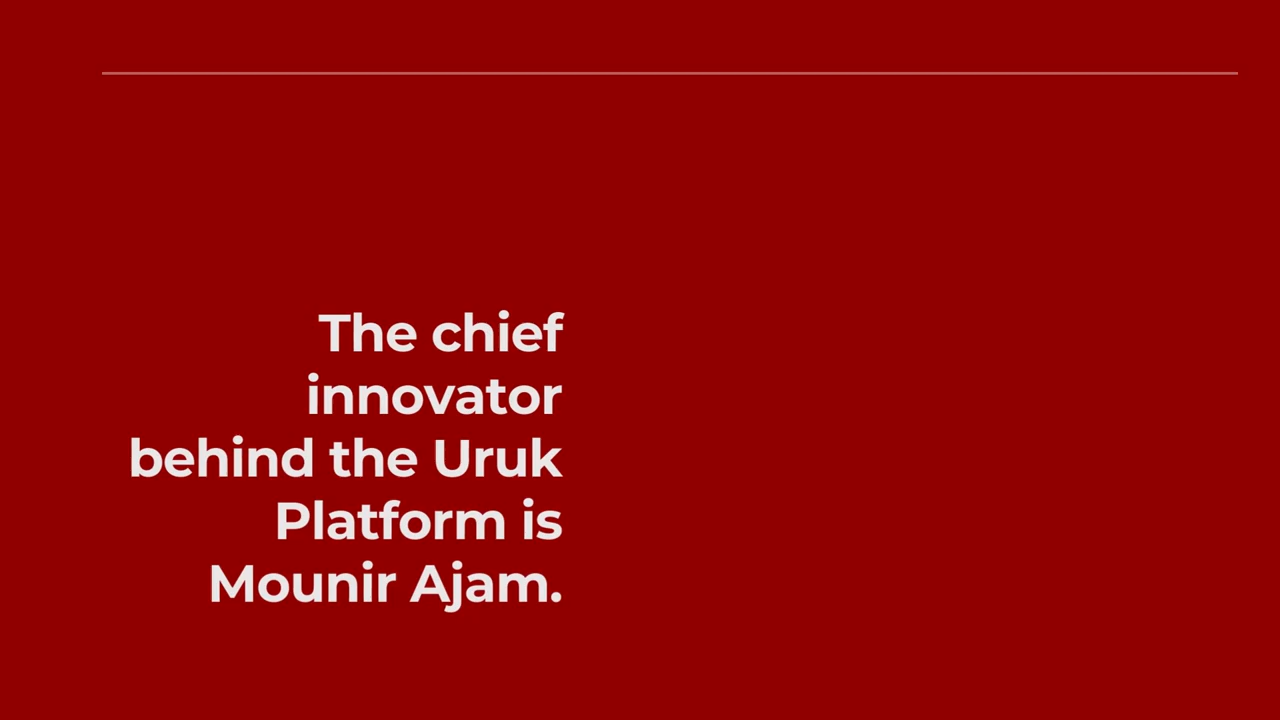 The chief
innovator
behind the Uruk
Platform is
Mounir Ajam.